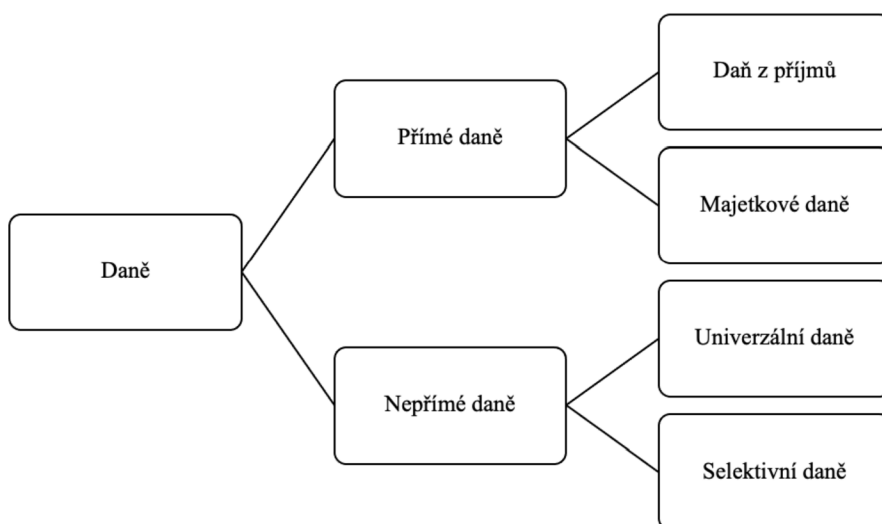 Daně
Přímé daně
Daň z příjmů
Majetkové daně
Nepřímé daně
Univerzální daně
Selektivní daně